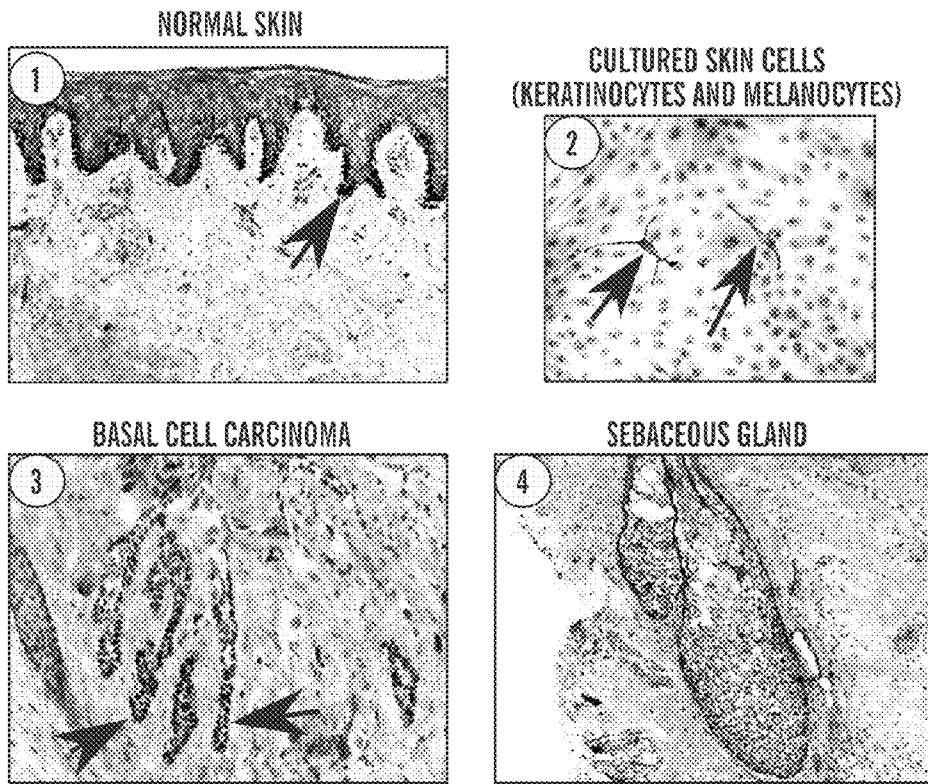 NORMAL SKIN
1
CULTURED SKIN CELLS
(KERATINOCYTES AND MELANOCYTES)
2
BASAL CELL CARCINOMA
3
SEBACEOUS GLAND
4